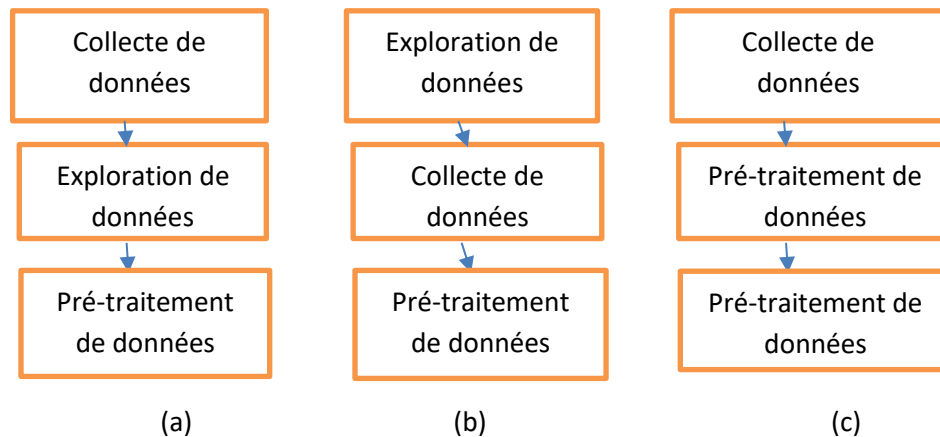 Collecte de
données
Exploration de
données
Pré-traitement
de données
(a)
Exploration de
données
Collecte de
données
Pré-traitement
de données
(b)
Collecte de
données
Pré-traitement de
données
Pré-traitement de
données
(c)